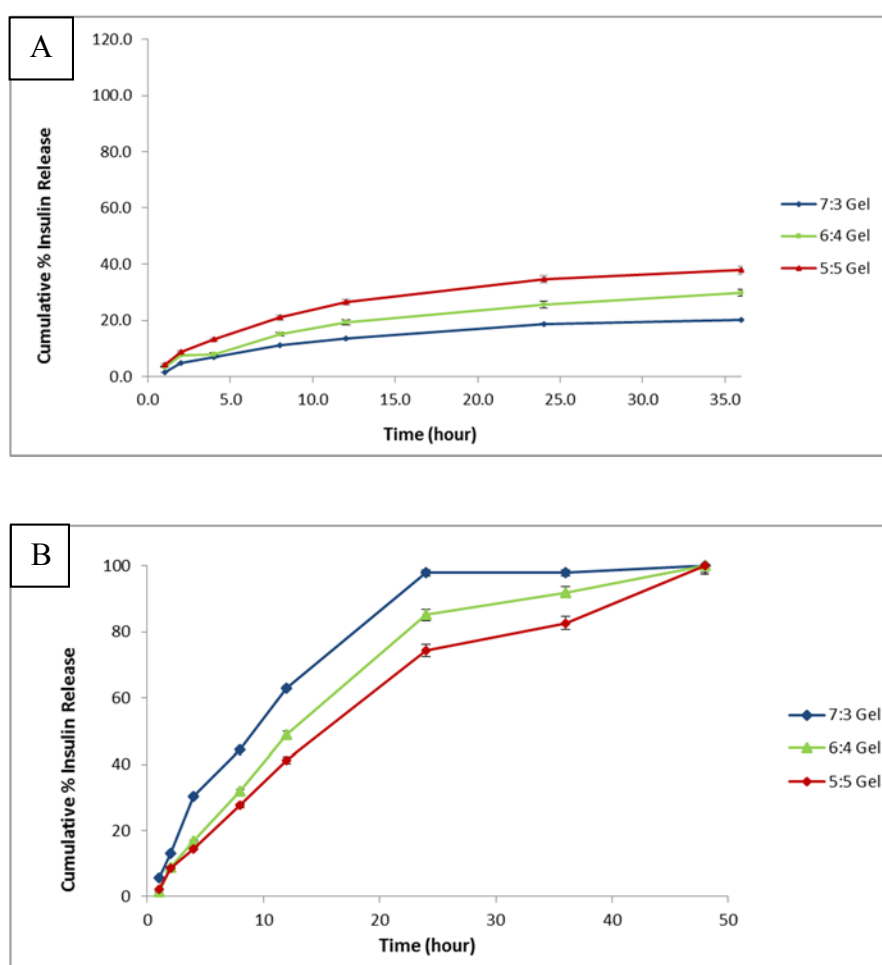 A
120.0
100.0
80.0
60.0
40.0
20.0
0.0
Cumulative % Insulin Release
0.0 5.0 10.0 15.0 20.0 25.0 30.0 35.0
Time (hour)
7:3 Gel
6:4 Gel
5:5 Gel
B
100
80
60
40
20
0
Cumulative % Insulin Release
0 10 20 30 40 50
Time (hour)
7:3 Gel
6:4 Gel
5:5 Gel